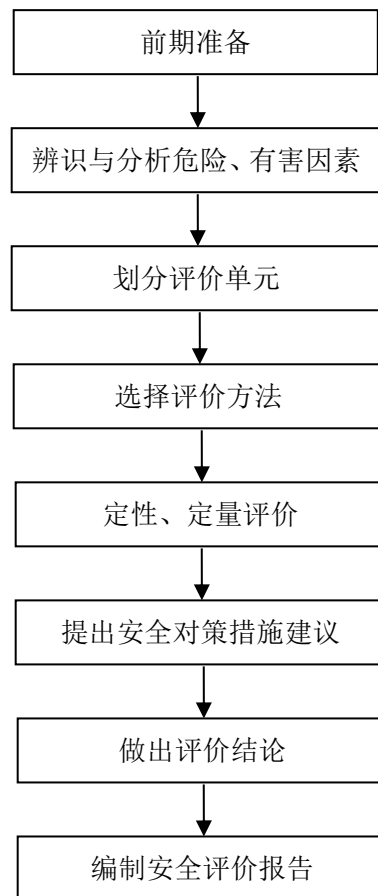 前期准备
辨识与分析危险、有害因素
划分评价单元
选择评价方法
定性、定量评价
提出安全对策措施建议
做出评价结论
编制安全评价报告